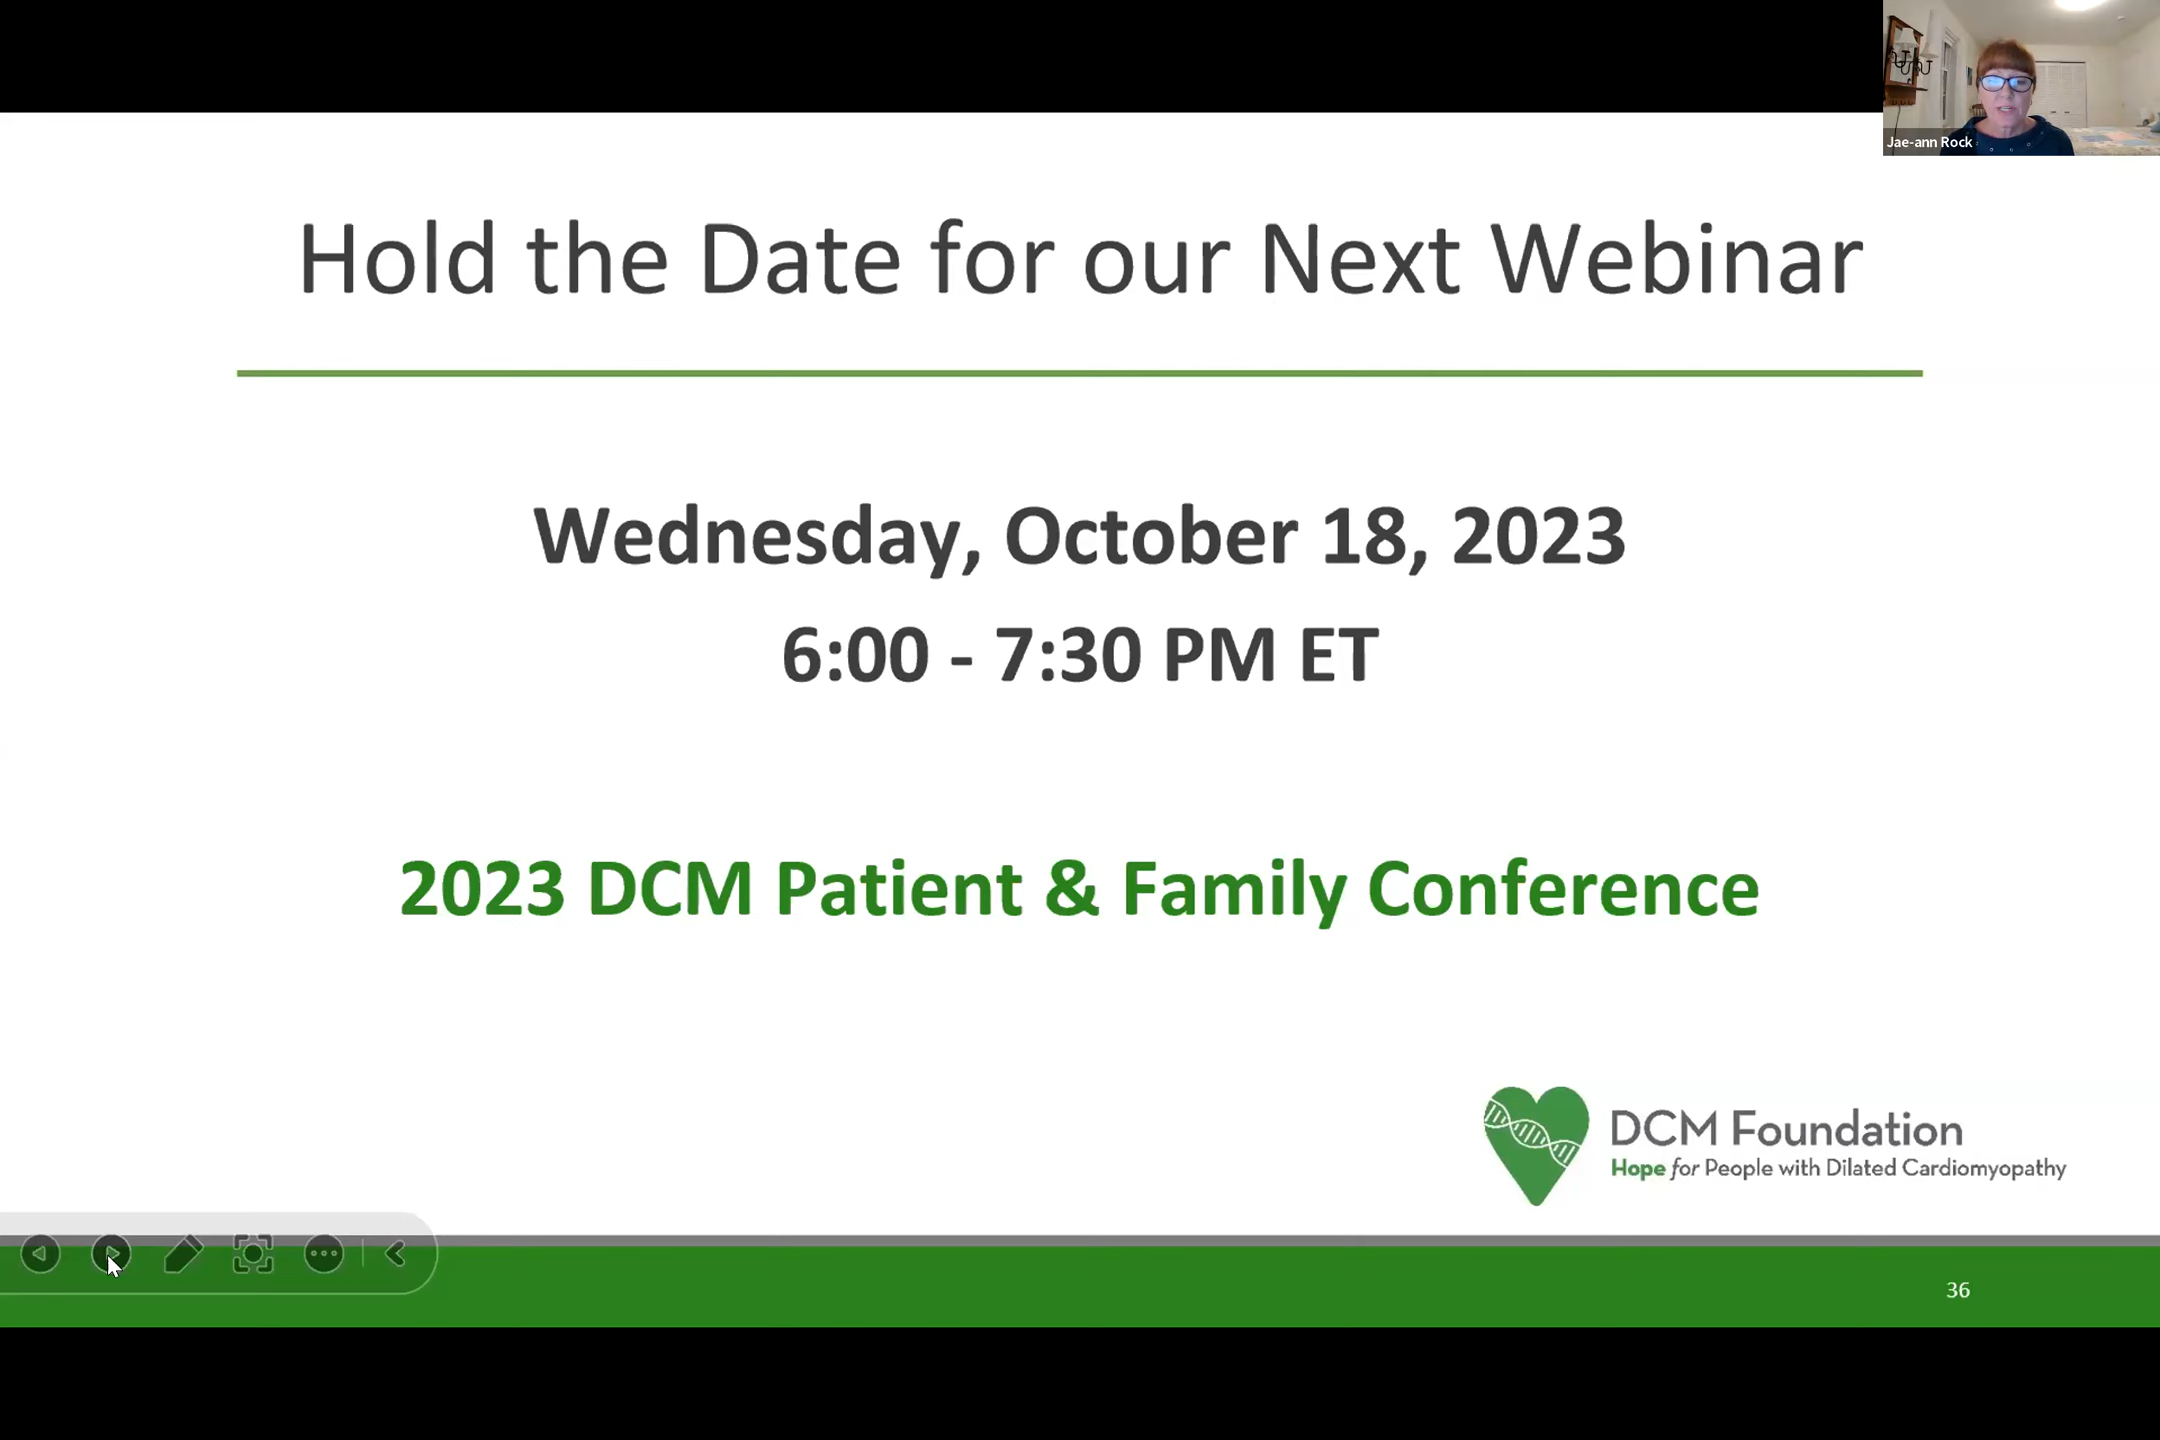 Jae-ann Rock
Hold the Date for our Next Webinar
Wednesday, October 18, 2023
6:00 - 7:30 PM ET
2023 DCM Patient & Family Conference
DCM Foundation
Hope for People with Dilated Cardiomyopathy
36